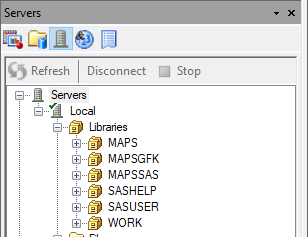 Servers
Refresh Disconnect Stop
Servers
Local
Libraries
MAPS
MAPSGFK
MAPSSAS
SASHELP
SASUSER
WORK